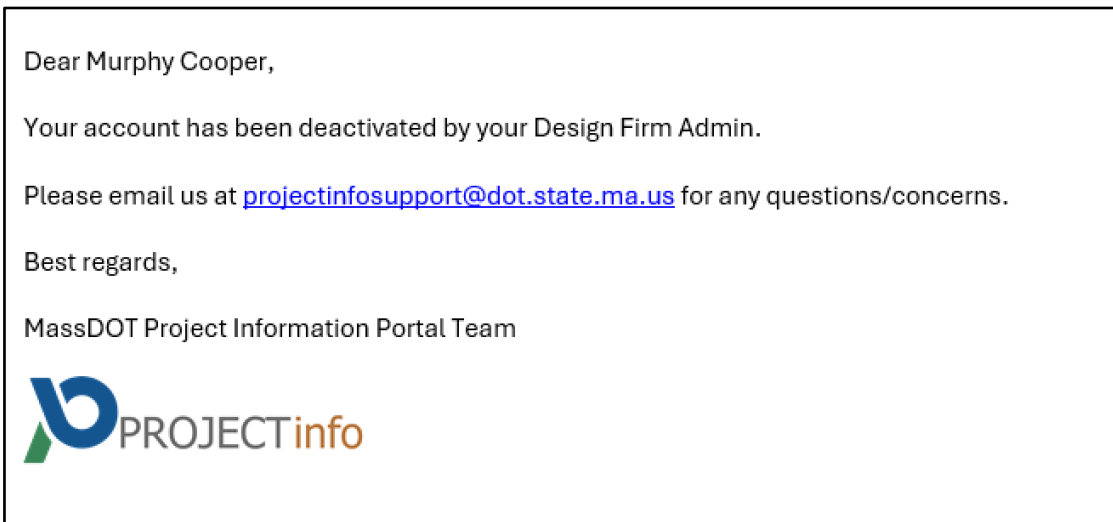 Dear Murphy Cooper,
Your account has been deactivated by your Design Firm Admin.
Please email us at projectinfosupport@dot.state.ma.us for any questions/concerns.
Best regards,
MassDOT Project Information Portal Team
PROJECTinfo